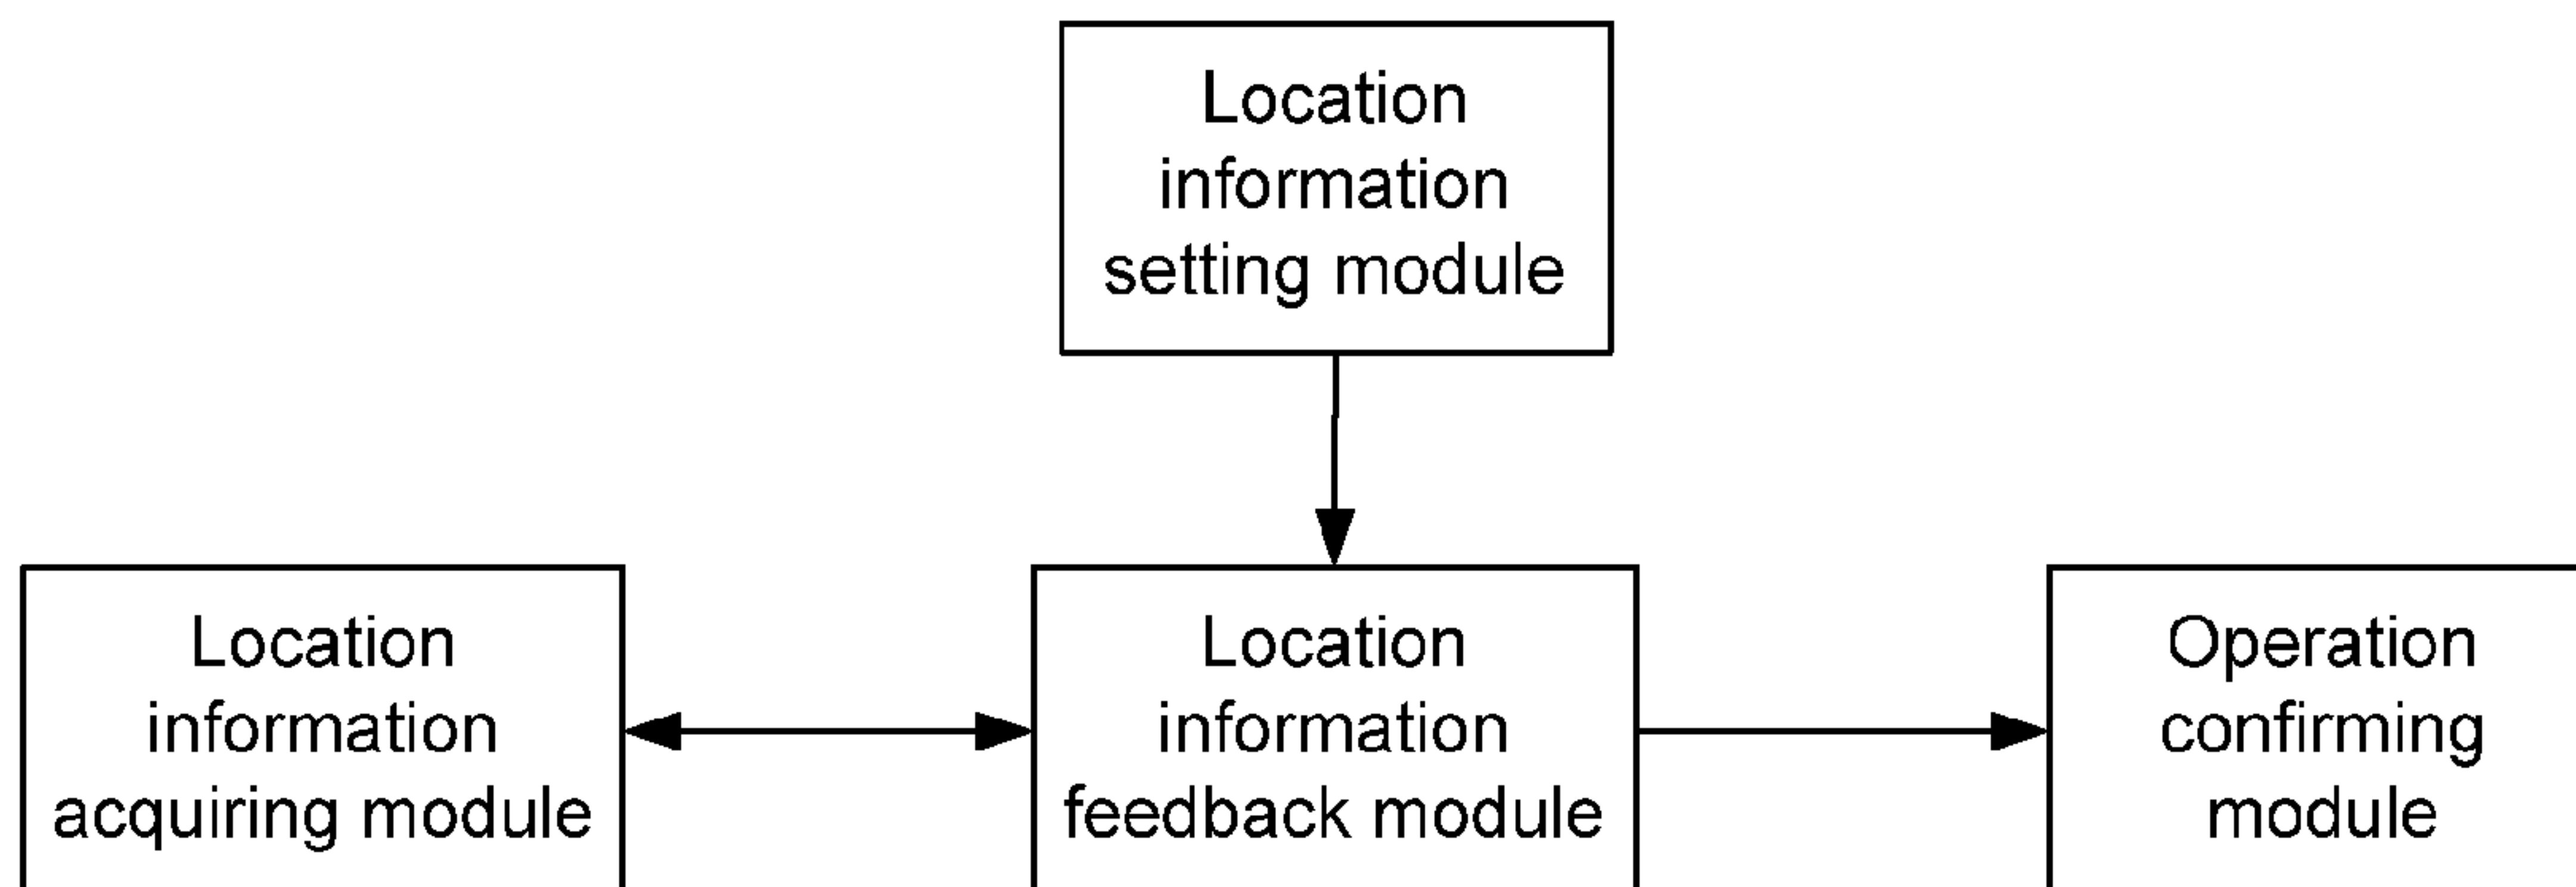 Location
information
setting module
Location
information
acquiring module
Location
information
feedback module
Operation
confirming
module